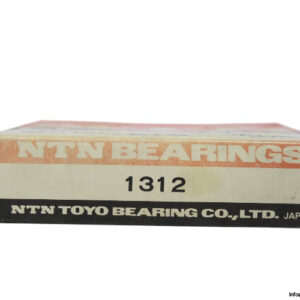 NTN BEARINGS
1312
NTN TOYO BEARING CO., LTD. JAP